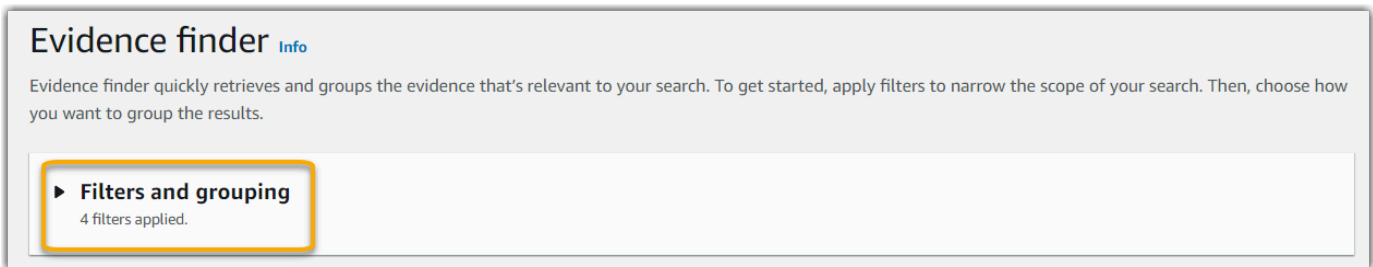 Evidence finder Info
Evidence finder quickly retrieves and groups the evidence that’s relevant to your search. To get started, apply filters to narrow the scope of your search. Then, choose how
you want to group the results.
Filters and grouping
4 filters applied.